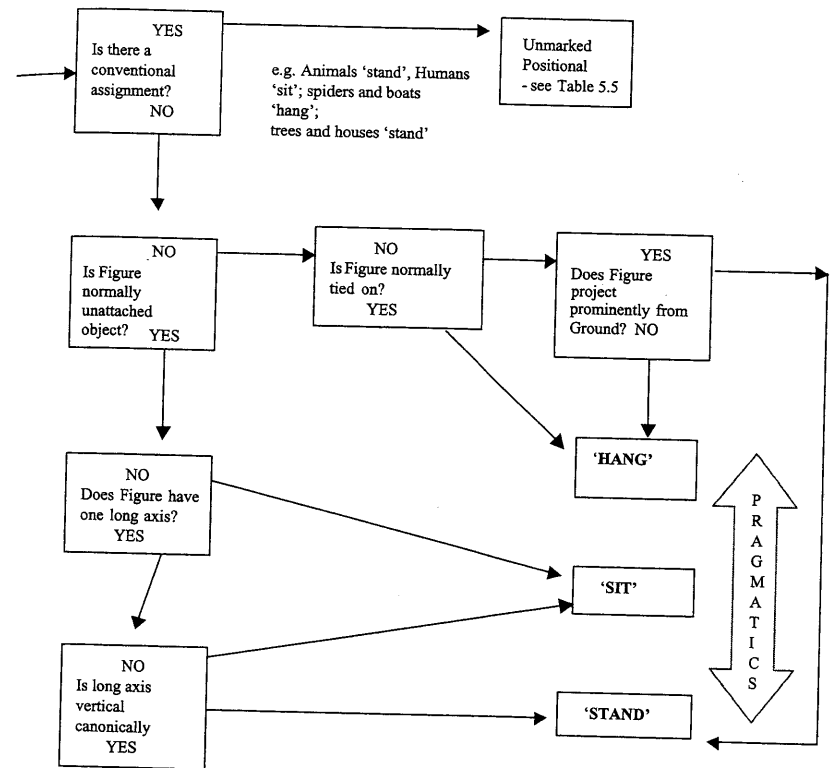 YES
Is there a
conventional
assignment?
NO
e.g. Animals ‘stand’, Humans
‘sit’; spiders and boats
‘hang’;
trees and houses ‘stand’
Unmarked
Positional
- see Table 5.5
NO
Is Figure
normally
unattached
object? YES
NO
Is Figure normally
tied on?
YES
YES
Does Figure
project
prominently from
Ground? NO
‘HANG’
NO
Does Figure have
one long axis?
YES
‘SIT’
NO
Is long axis
vertical
canonically
YES
‘STAND’
PRAGMATICS